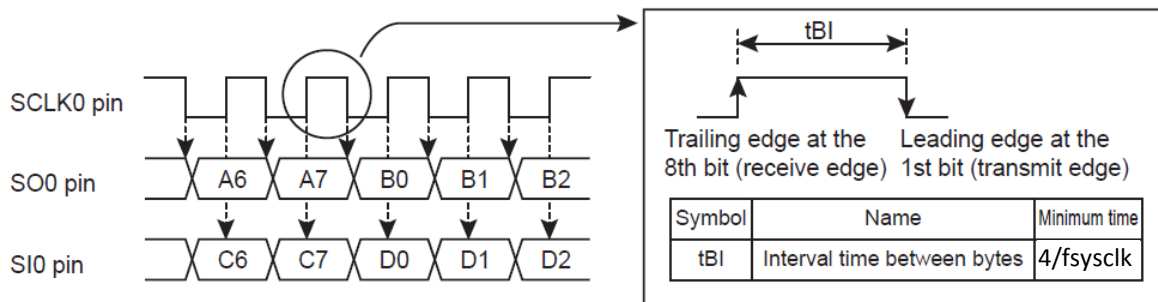 SCLK0 pin
SO0 pin
A6 A7 B0 B1 B2
SI0 pin
C6 C7 D0 D1 D2
tBI
Trailing edge at the
8th bit (receive edge)
Leading edge at the
1st bit (transmit edge)
Symbol Name Minimum time
tBI Interval time between bytes 4/fsysclk